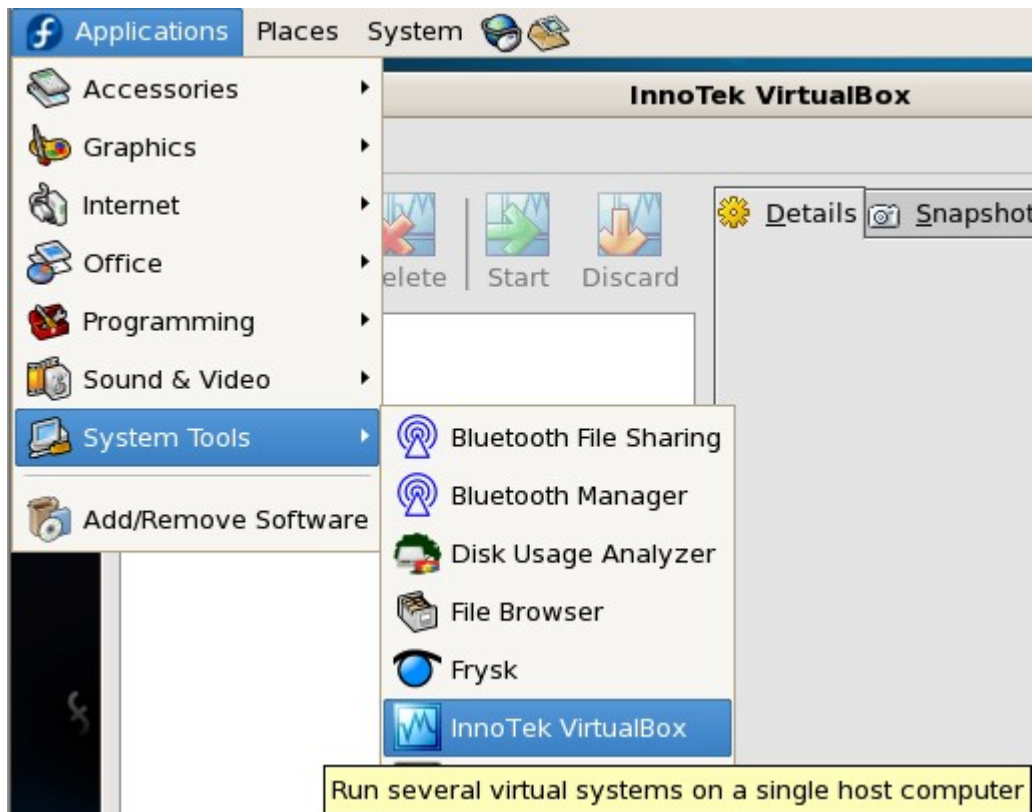 Applications Places System
InnoTek VirtualBox
Accessories
Graphics
Internet
Office
Programming
Sound & Video
System Tools
Add/Remove Software
elete
Start
Discard
Details
Snapshot
Bluetooth File Sharing
Bluetooth Manager
Disk Usage Analyzer
File Browser
Frysk
InnoTek VirtualBox
Run several virtual systems on a single host computer